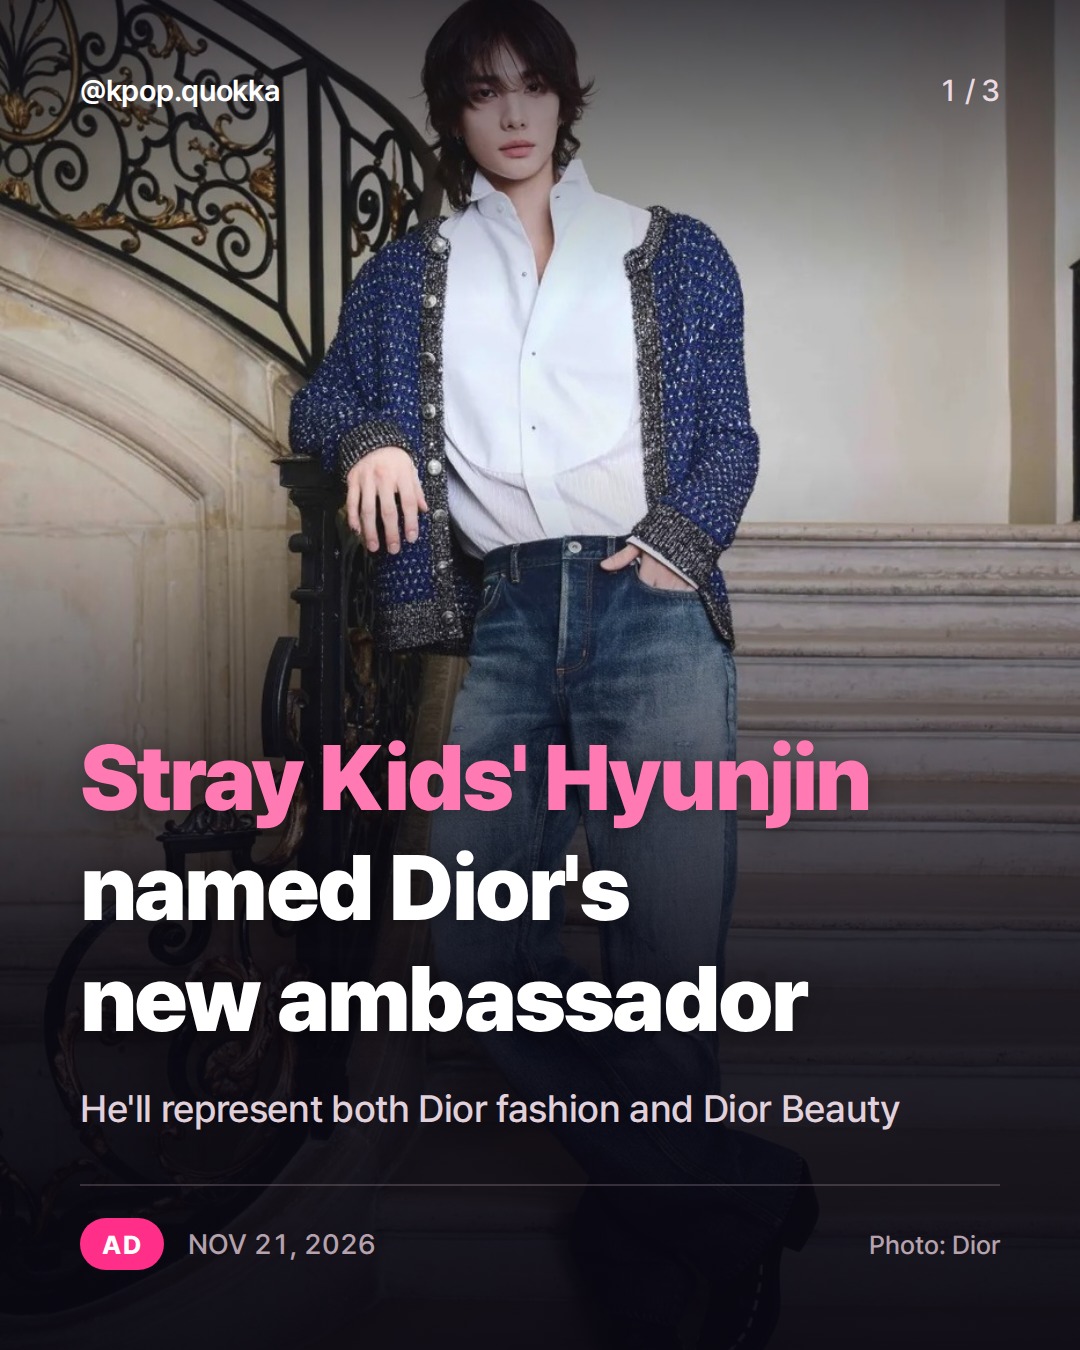 @kpop.quokka
1 / 3
Stray Kids' Hyunjin
named Dior's
new ambassador
He'll represent both Dior fashion and Dior Beauty
AD
NOV 21, 2026
Photo: Dior